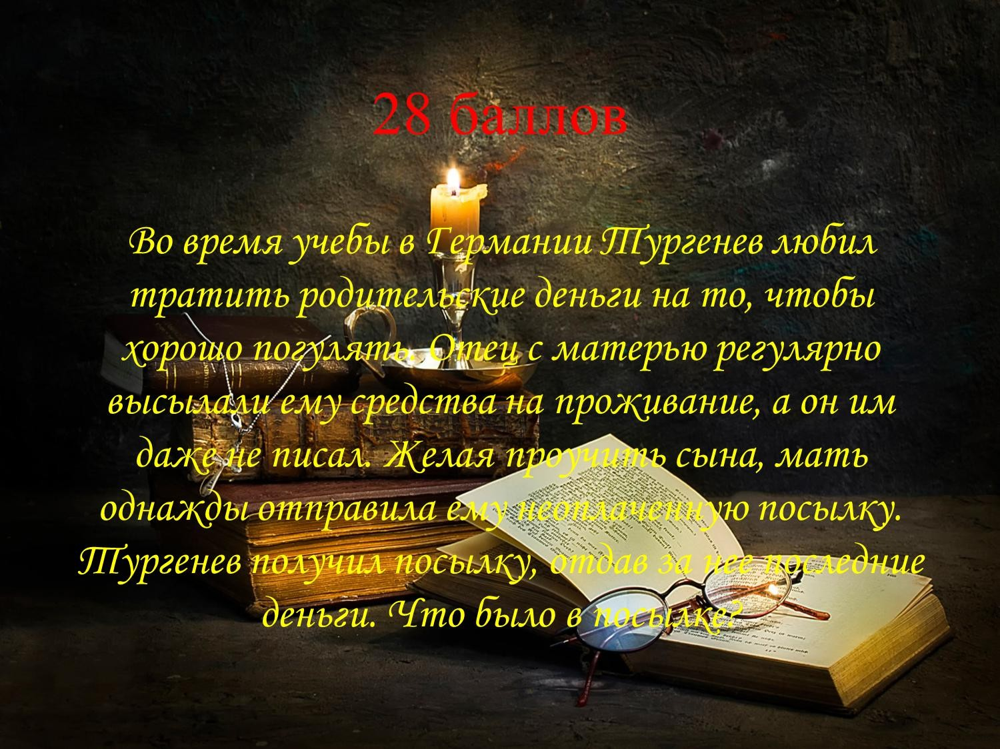 28 баллов
Во время учебы в Германии Тургенев любил
тратить родительские деньги на то, чтобы
хорошо погулять. Отец с матерью регулярно
высылали ему средства на проживание, а он им
даже не писал. Желая проучить сына, мать
однажды отправила ему неоплаченную посылку.
Тургенев получил посылку, отдав за нее последние
деньги. Что было в посылке?